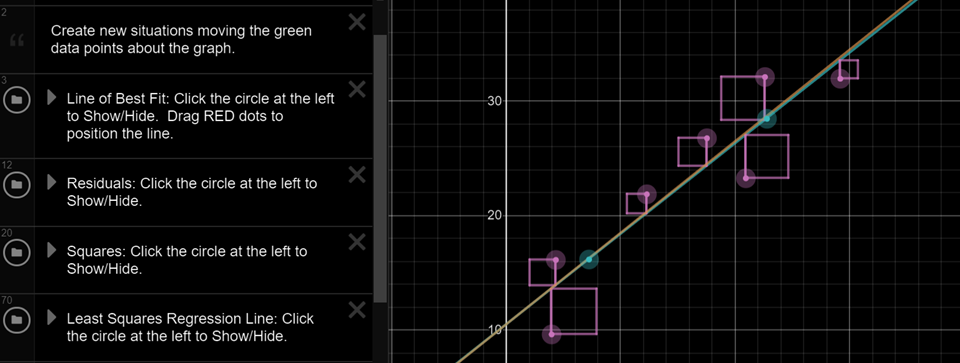 2
Create new situations moving the green
data points about the graph.
3
Line of Best Fit: Click the circle at the left
to Show/Hide. Drag RED dots to
position the line.
12
Residuals: Click the circle at the left to
Show/Hide.
20
Squares: Click the circle at the left to
Show/Hide.
70
Least Squares Regression Line: Click
the circle at the left to Show/Hide.
30
20
10